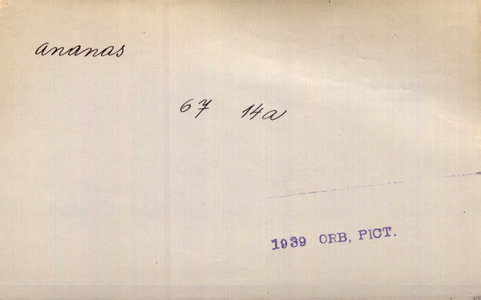 ananas
67 14a
1939 ORB. PICT.